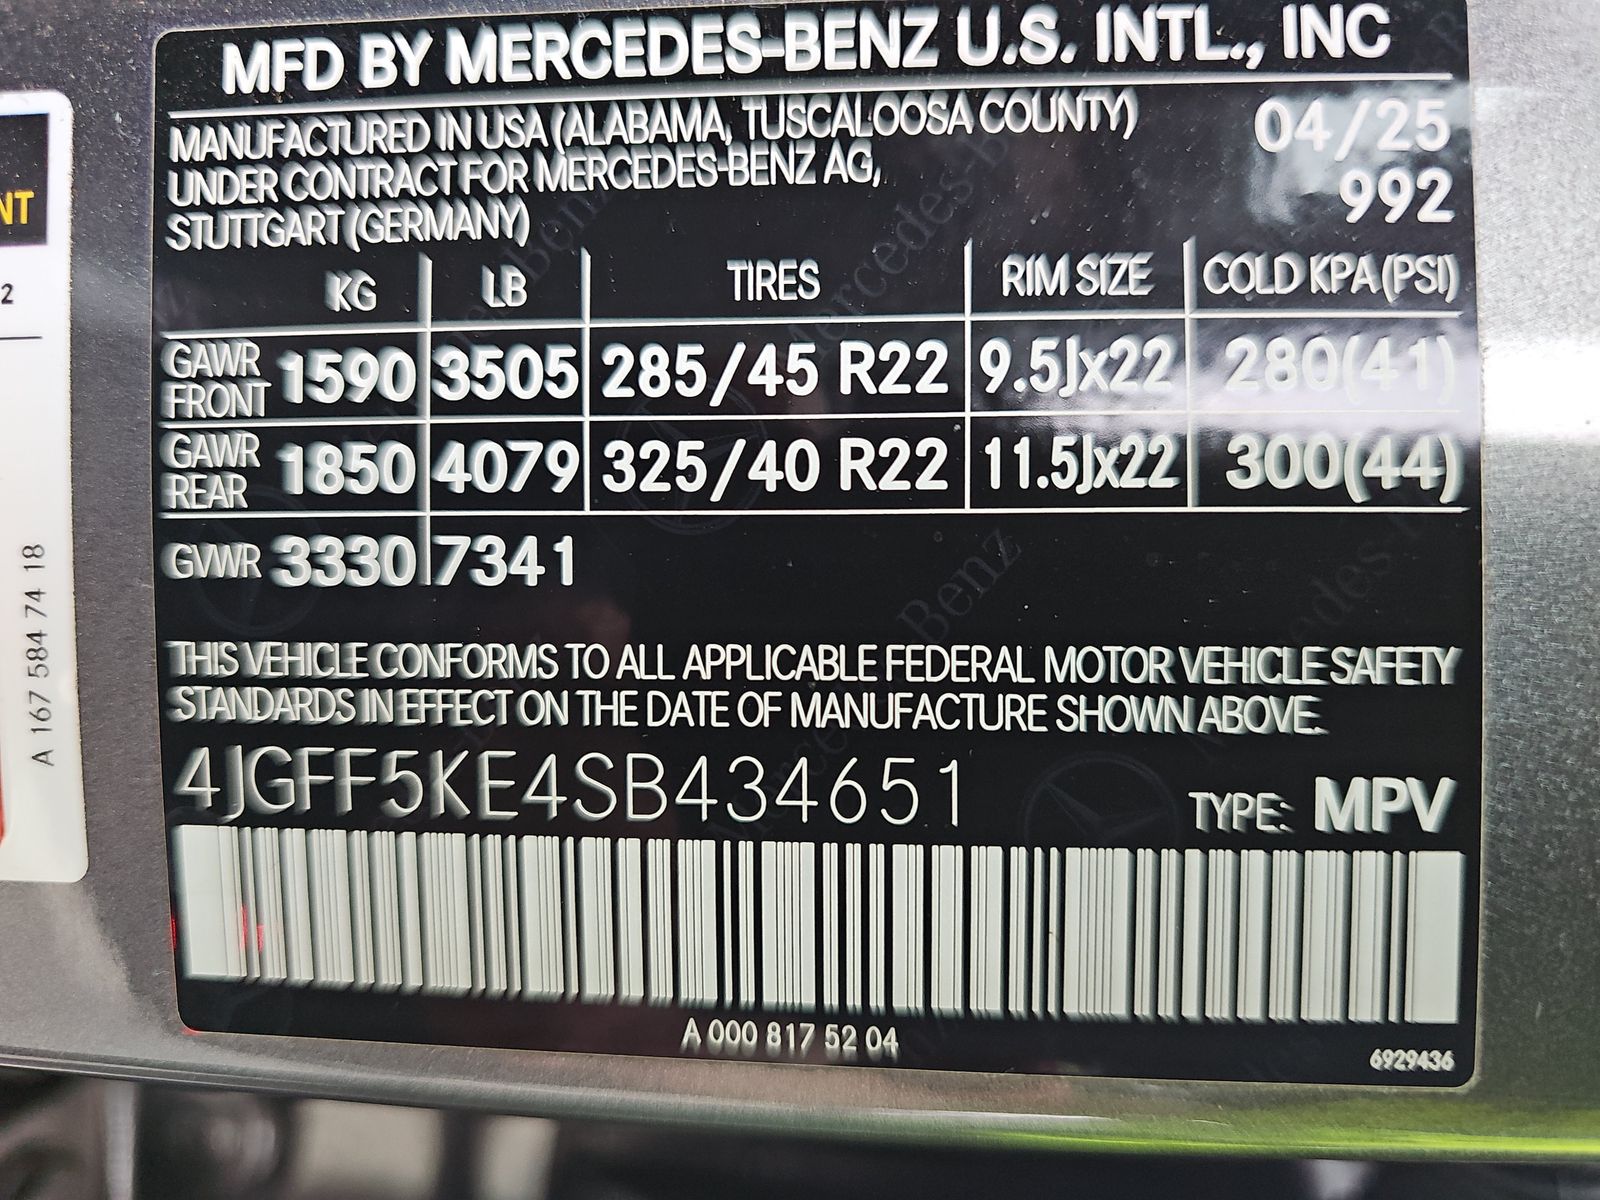 MFD BY MERCEDES-BENZ U.S. INTL., INC
MANUFACTURED IN USA (ALABAMA, TUSCALOOSA COUNTY) 04/25
UNDER CONTRACT FOR MERCEDES-BENZ AG, 992
STUTTGART (GERMANY)
KG LB TIRES RIM SIZE COLD KPA (PSI)
GAWR FRONT 1590 3505 285/45 R22 9.5Jx22 280(41)
GAWR REAR 1850 4079 325/40 R22 11.5Jx22 300(44)
GVWR 3330 7341
THIS VEHICLE CONFORMS TO ALL APPLICABLE FEDERAL MOTOR VEHICLE SAFETY
STANDARDS IN EFFECT ON THE DATE OF MANUFACTURE SHOWN ABOVE.
4JGFF5KE4SB434651
TYPE: MPV
A 000 817 52 04
6929436
NT
2
A 167 584 74 18